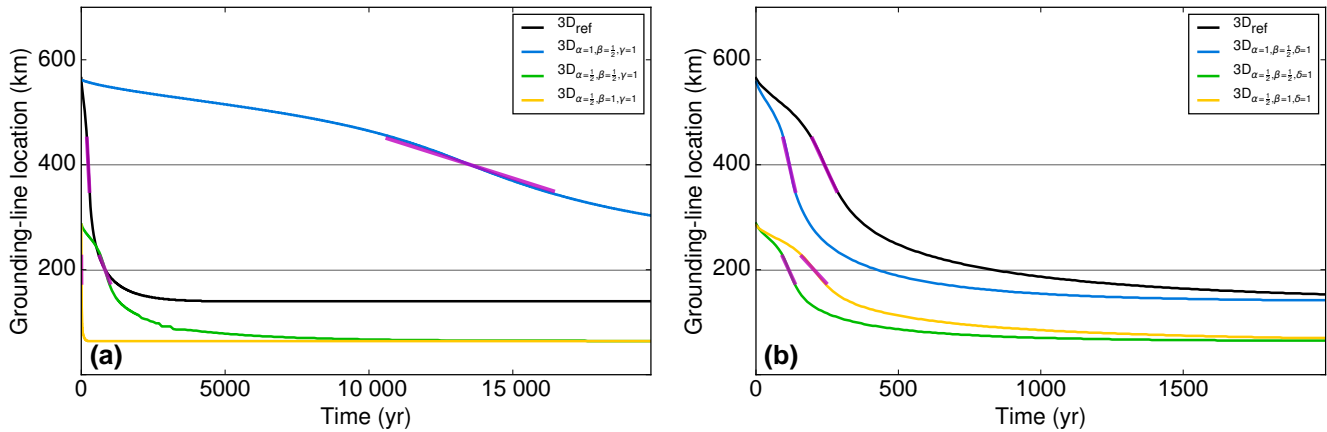 600
400
200
0
Grounding-line location (km)
0
5000
10 000
15 000
Time (yr)
(a)
3D_ref
3D_α=1,β=½,γ=1
3D_α=½,β=½,γ=1
3D_α=½,β=1,γ=1
600
400
200
Grounding-line location (km)
0
500
1000
1500
Time (yr)
(b)
3D_ref
3D_α=1,β=½,δ=1
3D_α=½,β=½,δ=1
3D_α=½,β=1,δ=1